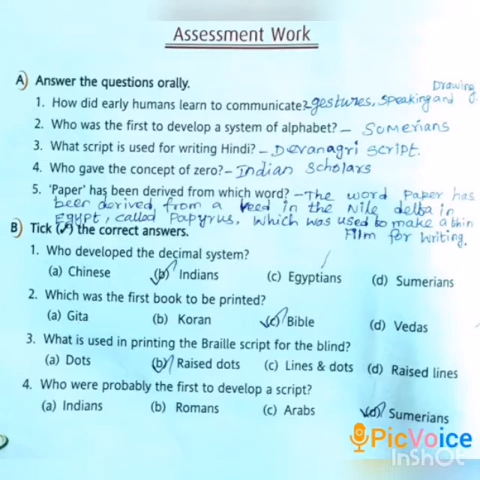 Assessment Work
A) Answer the questions orally.
Drawing
1. How did early humans learn to communicate? gestures, speaking and
2. Who was the first to develop a system of alphabet? - Somerians
3. What script is used for writing Hindi? - Devanagri script.
4. Who gave the concept of zero? - Indian scholars
5. 'Paper' has been derived from which word? - The word Paper has
been derived, from a reed in the Nile delta in
Egypt, called Papyrus, which was used to make a thin
Film for writing.
B) Tick (✓) the correct answers.
1. Who developed the decimal system?
(a) Chinese (b) Indians (c) Egyptians (d) Sumerians
2. Which was the first book to be printed?
(a) Gita (b) Koran (c) Bible (d) Vedas
3. What is used in printing the Braille script for the blind?
(a) Dots (b) Raised dots (c) Lines & dots (d) Raised lines
4. Who were probably the first to develop a script?
(a) Indians (b) Romans (c) Arabs (d) Sumerians
PicVoice
InShOt